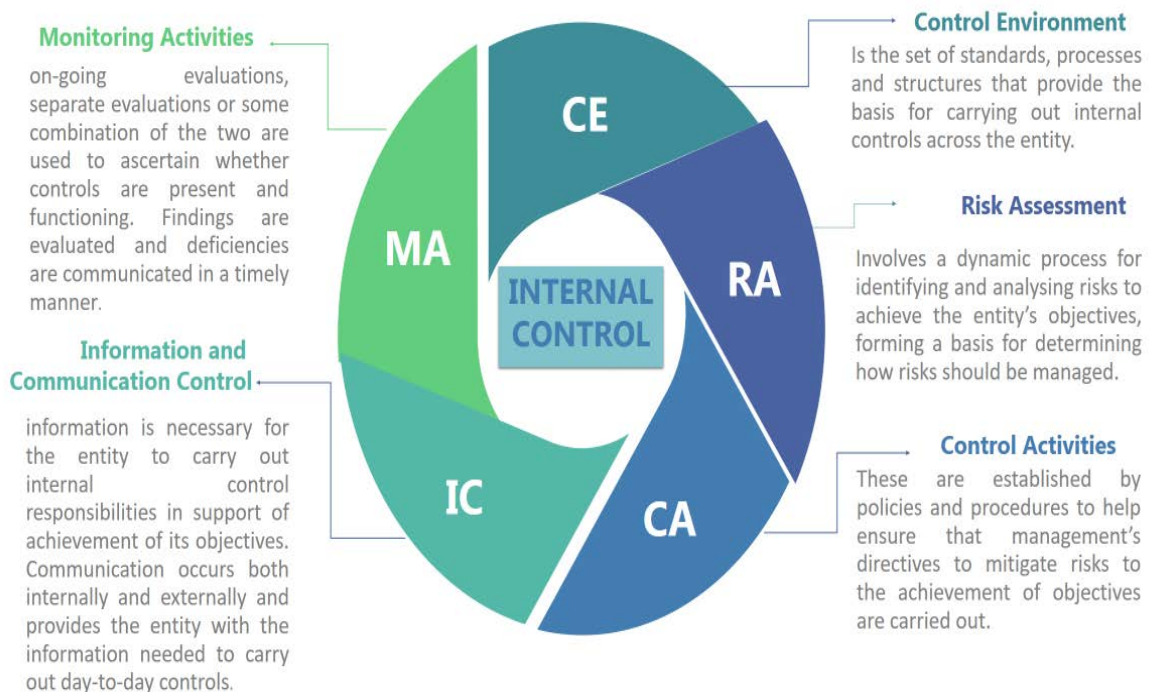 Monitoring Activities
on-going evaluations,
separate evaluations or some
combination of the two are
used to ascertain whether
controls are present and
functioning. Findings are
evaluated and deficiencies
are communicated in a timely
manner.
Information and
Communication Control
information is necessary for
the entity to carry out
internal control
responsibilities in support of
achievement of its objectives.
Communication occurs both
internally and externally and
provides the entity with the
information needed to carry
out day-to-day controls.
CE
MA
RA
INTERNAL
CONTROL
IC
CA
Control Environment
Is the set of standards, processes
and structures that provide the
basis for carrying out internal
controls across the entity.
Risk Assessment
Involves a dynamic process for
identifying and analysing risks to
achieve the entity's objectives,
forming a basis for determining
how risks should be managed.
Control Activities
These are established by
policies and procedures to help
ensure that management's
directives to mitigate risks to
the achievement of objectives
are carried out.